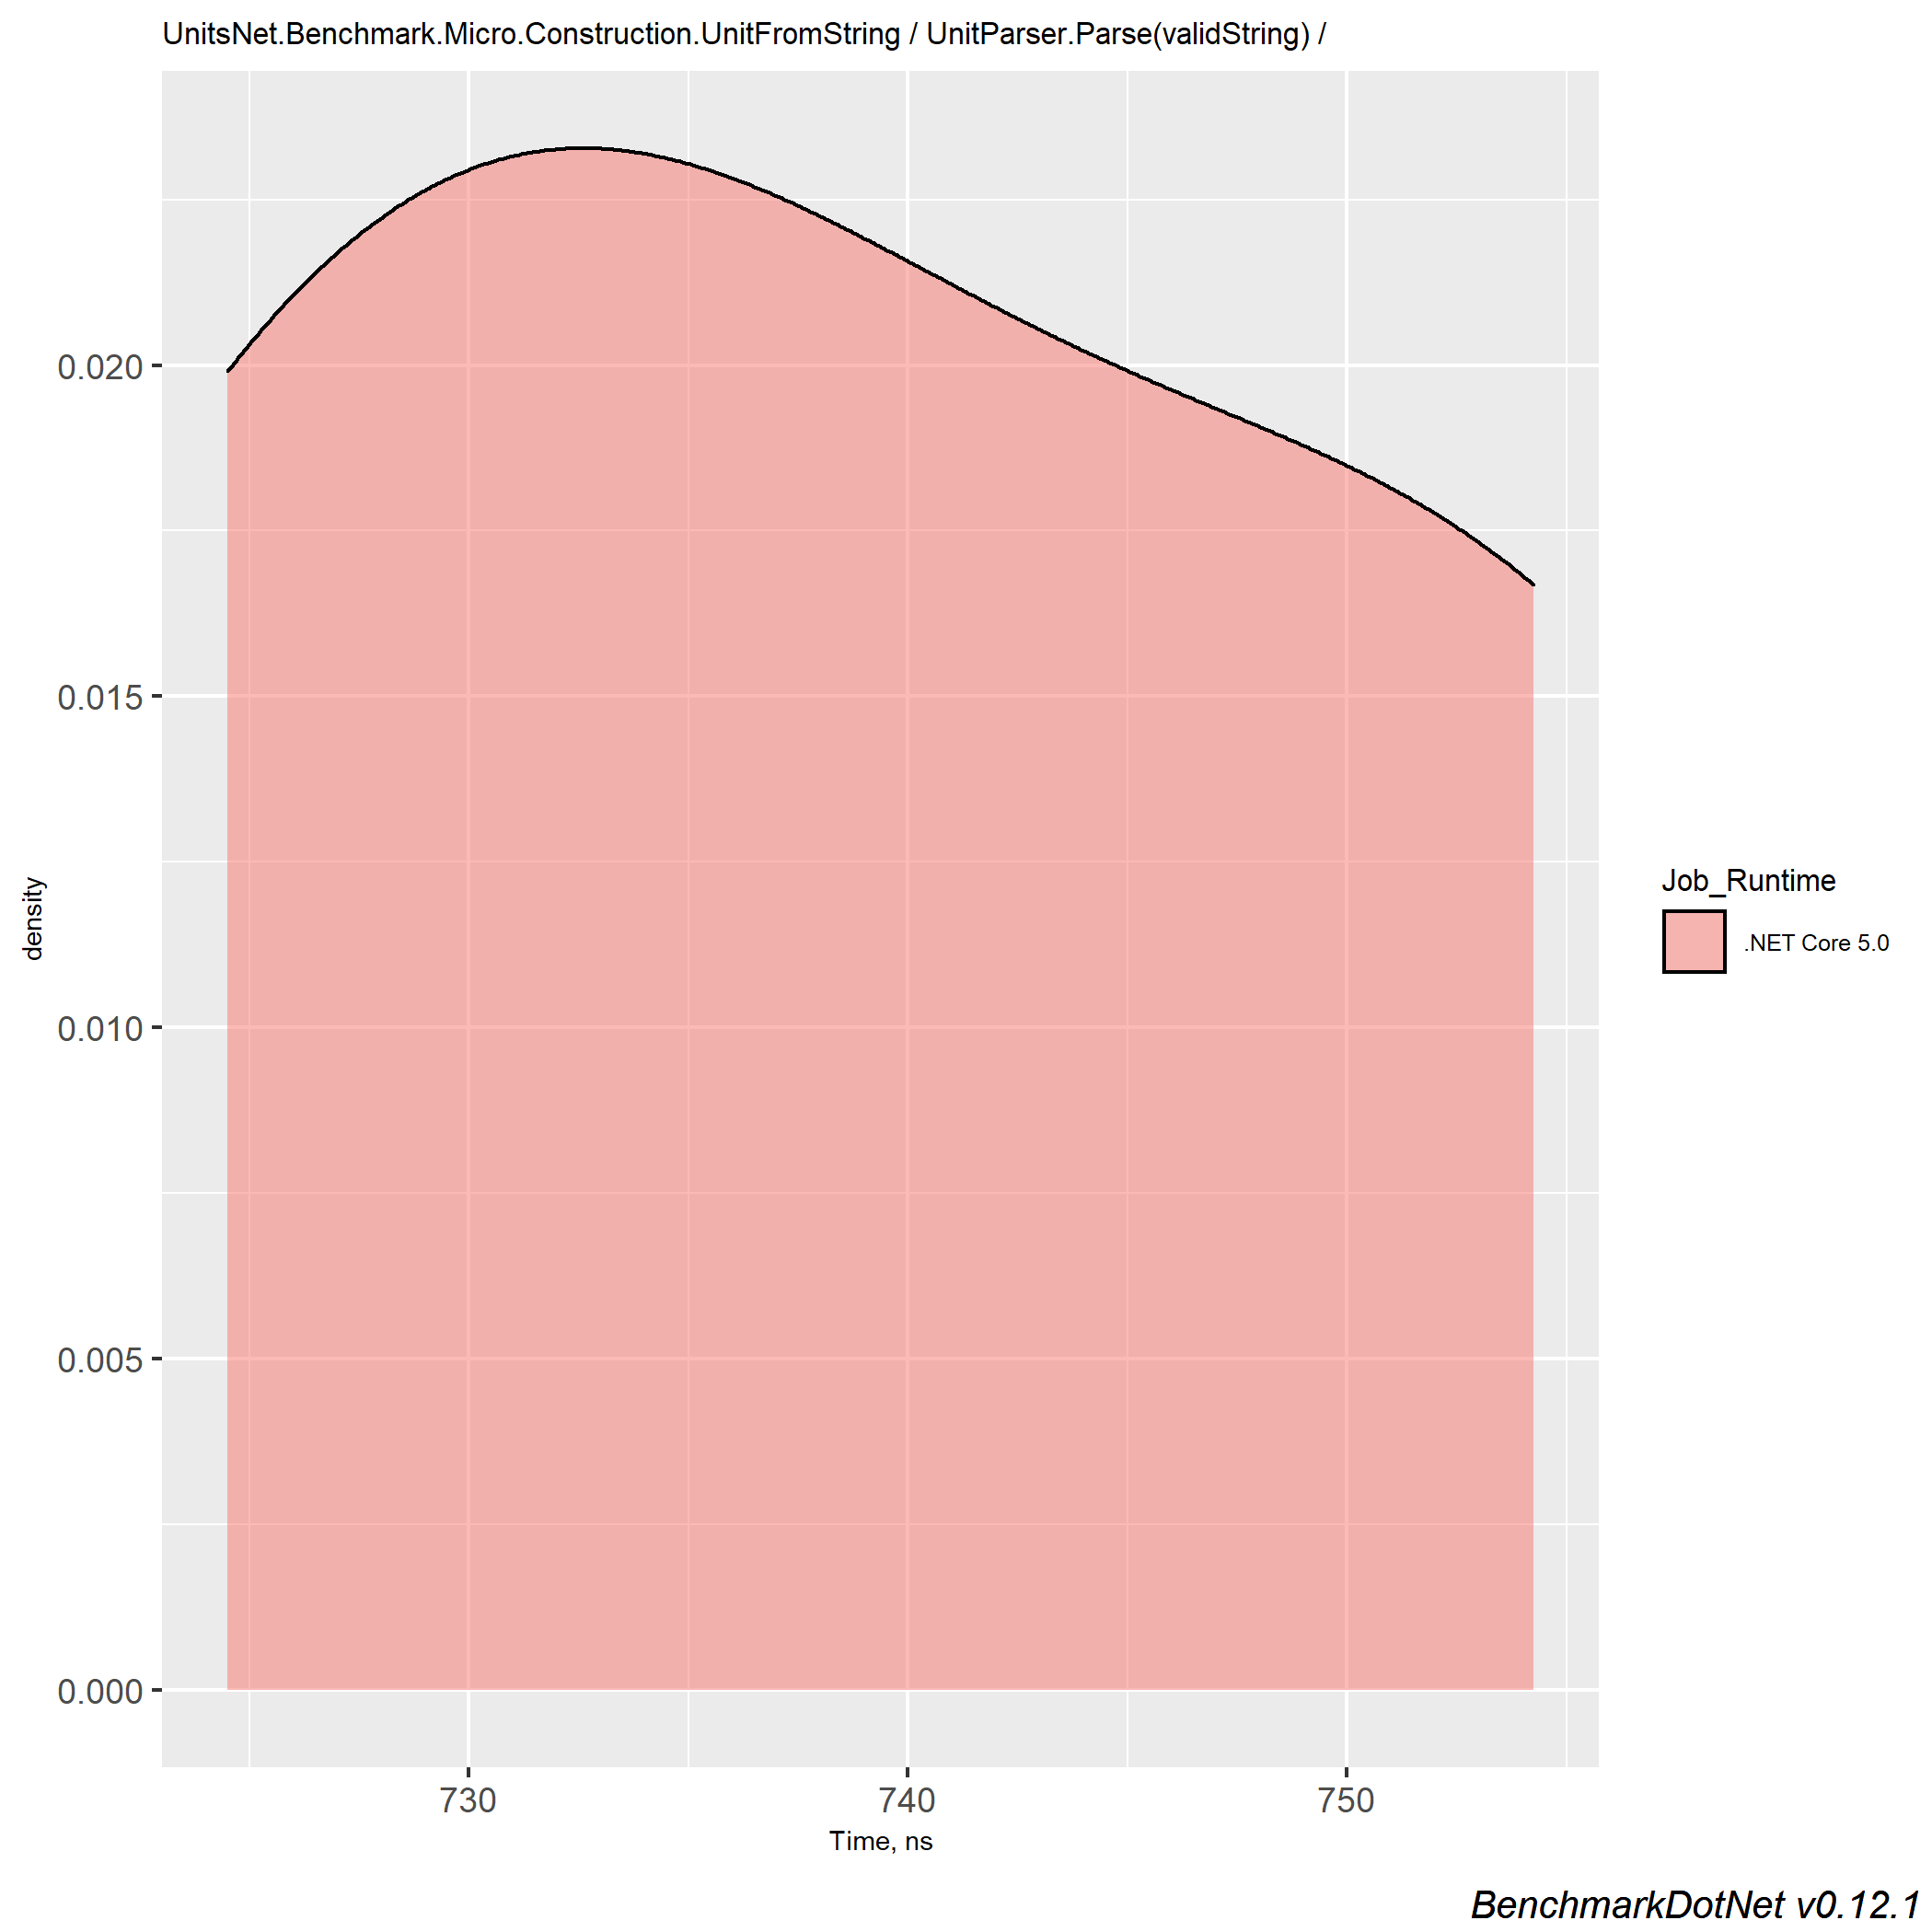 UnitsNet.Benchmark.Micro.Construction.UnitFromString / UnitParser.Parse(validString) /
0.020
0.015
0.010
0.005
0.000
density
730 740 750
Time, ns
Job_Runtime
.NET Core 5.0
BenchmarkDotNet v0.12.1